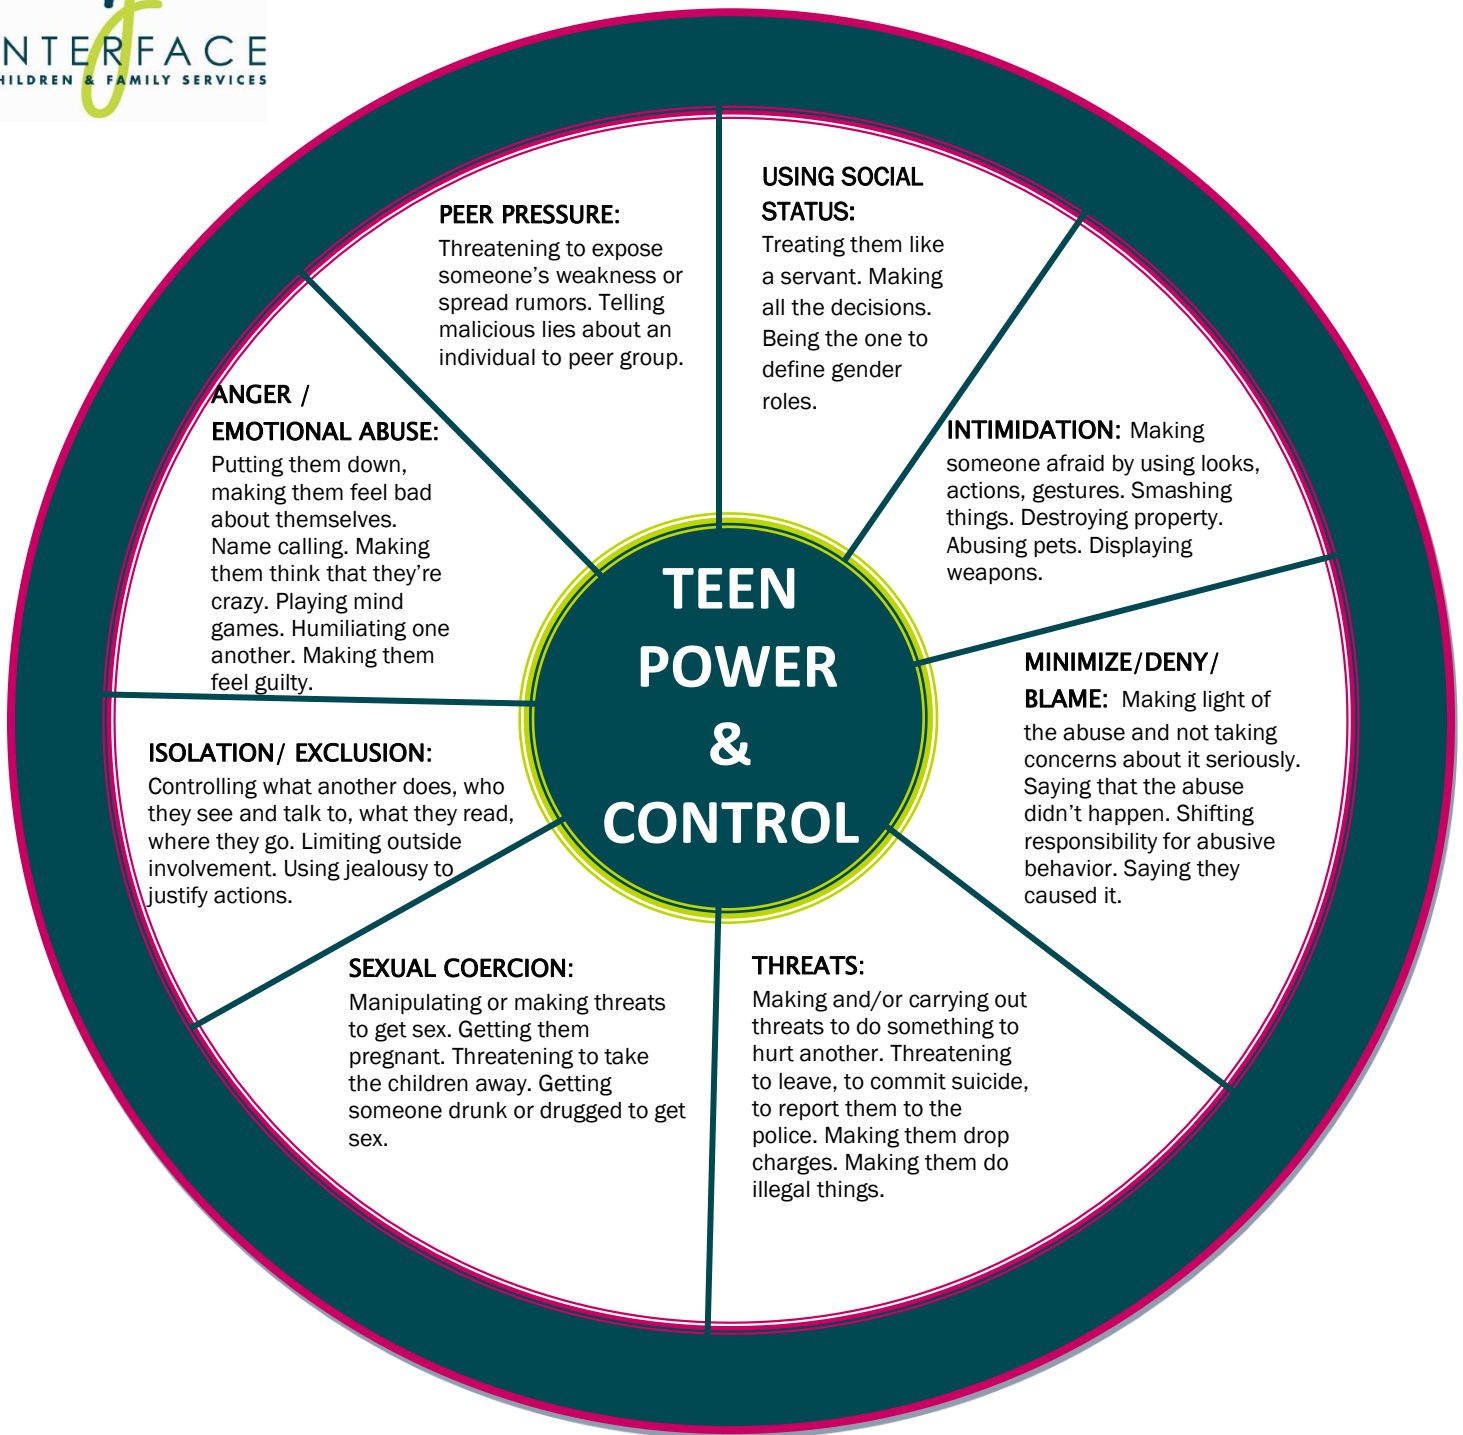 NTERFACE
HILDREN & FAMILY SERVICES
PEER PRESSURE:
Threatening to expose
someone’s weakness or
spread rumors. Telling
malicious lies about an
individual to peer group.
USING SOCIAL
STATUS:
Treating them like
a servant. Making
all the decisions.
Being the one to
define gender
roles.
ANGER /
EMOTIONAL ABUSE:
Putting them down,
making them feel bad
about themselves.
Name calling. Making
them think that they’re
crazy. Playing mind
games. Humiliating one
another. Making them
feel guilty.
INTIMIDATION: Making
someone afraid by using looks,
actions, gestures. Smashing
things. Destroying property.
Abusing pets. Displaying
weapons.
TEEN
POWER
&
CONTROL
MINIMIZE/DENY/
BLAME: Making light of
the abuse and not taking
concerns about it seriously.
Saying that the abuse
didn’t happen. Shifting
responsibility for abusive
behavior. Saying they
caused it.
ISOLATION/ EXCLUSION:
Controlling what another does, who
they see and talk to, what they read,
where they go. Limiting outside
involvement. Using jealousy to
justify actions.
SEXUAL COERCION:
Manipulating or making threats
to get sex. Getting them
pregnant. Threatening to take
the children away. Getting
someone drunk or drugged to get
sex.
THREATS:
Making and/or carrying out
threats to do something to
hurt another. Threatening
to leave, to commit suicide,
to report them to the
police. Making them drop
charges. Making them do
illegal things.